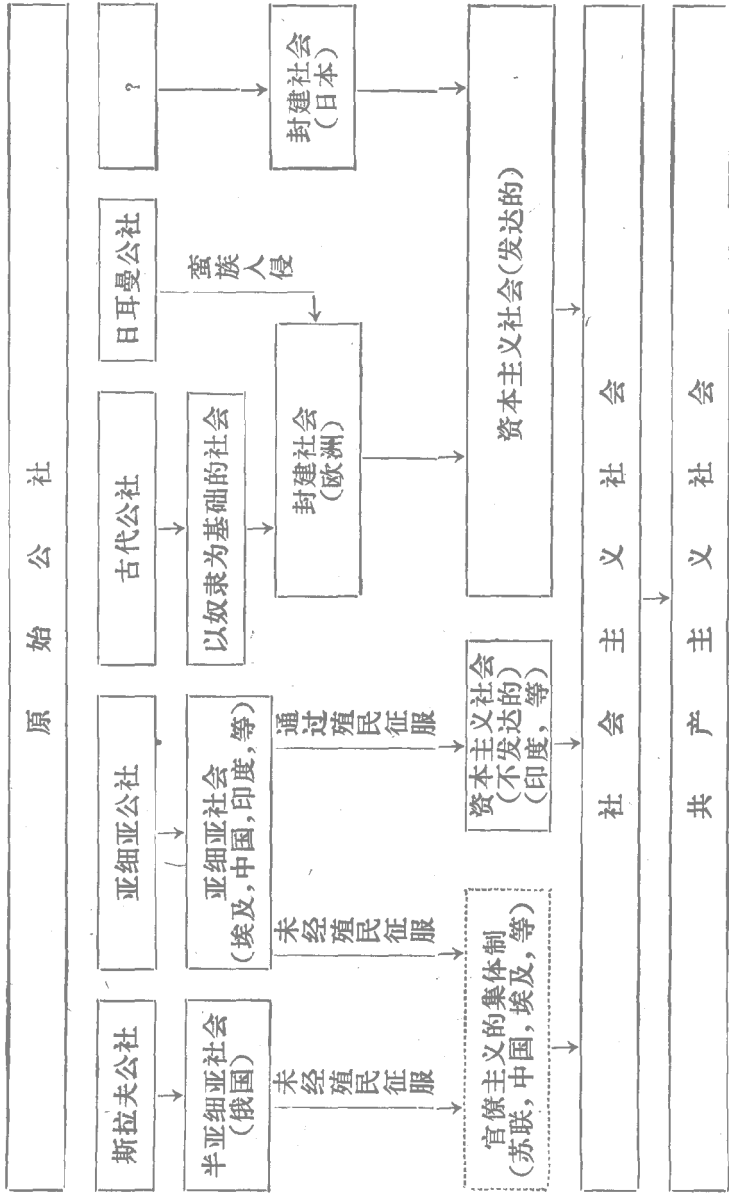 原始公社
斯拉夫公社
亚细亚公社
古代公社
日耳曼公社
?
半亚细亚社会
(俄国)
亚细亚社会
(埃及,中国,印度,等)
以奴隶为基础的社会
蛮族入侵
封建社会
(欧洲)
封建社会
(日本)
未经殖民征服
未经殖民征服
通过殖民征服
官僚主义的集体制
(苏联,中国,埃及,等)
资本主义社会
(不发达的)
(印度,等)
资本主义社会(发达的)
社会主义社会
共产主义社会